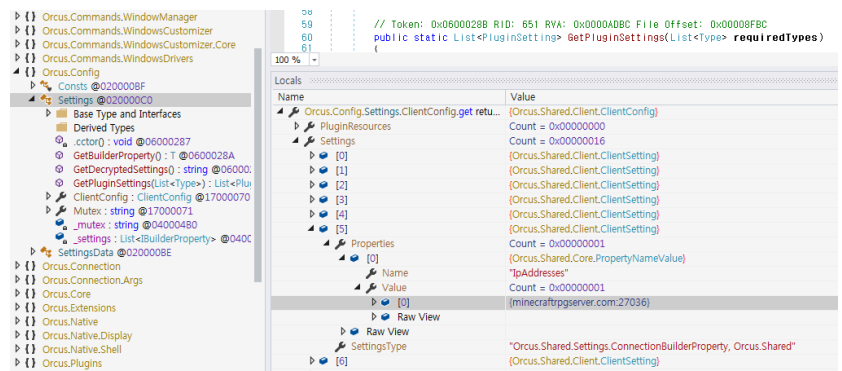 {} Orcus.Commands.WindowManager
{} Orcus.Commands.WindowsCustomizer
{} Orcus.Commands.WindowsCustomizer.Core
{} Orcus.Commands.WindowsDrivers
{} Orcus.Config
Consts @020000BF
Settings @020000C0
Base Type and Interfaces
Derived Types
.cctor() : void @06000287
GetBuilderProperty() : T @0600028A
GetDecryptedSettings() : string @06000
GetPluginSettings(List<Type>) : List<Plu
ClientConfig : ClientConfig @17000070
Mutex : string @17000071
_mutex : string @040004B0
_settings : List<IBuilderProperty> @040
SettingsData @020000BE
{} Orcus.Connection
{} Orcus.Connection.Args
{} Orcus.Core
{} Orcus.Extensions
{} Orcus.Native
{} Orcus.Native.Display
{} Orcus.Native.Shell
{} Orcus.Plugins
58
59 // Token: 0x0600028B RID: 651 RVA: 0x0000ADBC File Offset: 0x00008FBC
60 public static List<PluginSetting> GetPluginSettings(List<Type> requiredTypes)
61 {
100 %
Locals
Name Value
Orcus.Config.Settings.ClientConfig.get retu... {Orcus.Shared.Client.ClientConfig}
PluginResources Count = 0x00000000
Settings Count = 0x00000016
[0] {Orcus.Shared.Client.ClientSetting}
[1] {Orcus.Shared.Client.ClientSetting}
[2] {Orcus.Shared.Client.ClientSetting}
[3] {Orcus.Shared.Client.ClientSetting}
[4] {Orcus.Shared.Client.ClientSetting}
[5] {Orcus.Shared.Client.ClientSetting}
Properties Count = 0x00000001
[0] {Orcus.Shared.Core.PropertyNameValue}
Name "IpAddresses"
Value Count = 0x00000001
[0] {minecraftrpgserver.com:27036}
Raw View
Raw View
SettingsType "Orcus.Shared.Settings.ConnectionBuilderProperty, Orcus.Shared"
[6] {Orcus.Shared.Client.ClientSetting}